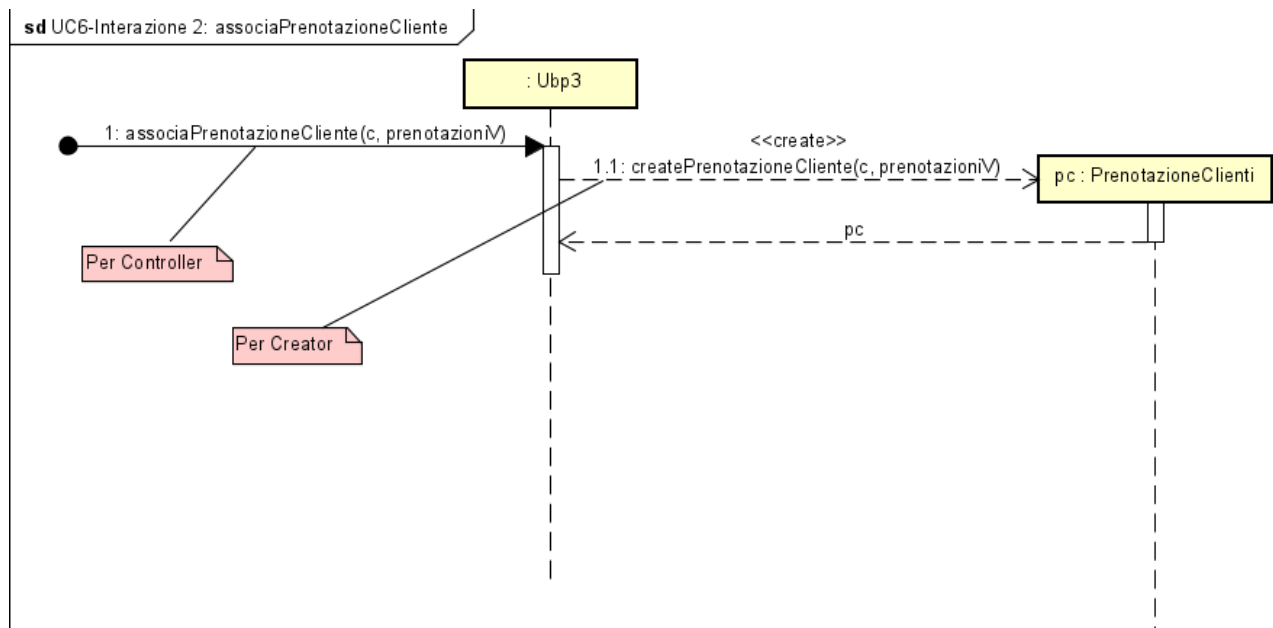 sd UC6-Interazione 2: associaPrenotazioneCliente
: Ubp3
1: associaPrenotazioneCliente(c, prenotazioniV)
<<create>>
1.1: createPrenotazioneCliente(c, prenotazioniV)
pc : PrenotazioneClienti
pc
Per Controller
Per Creator